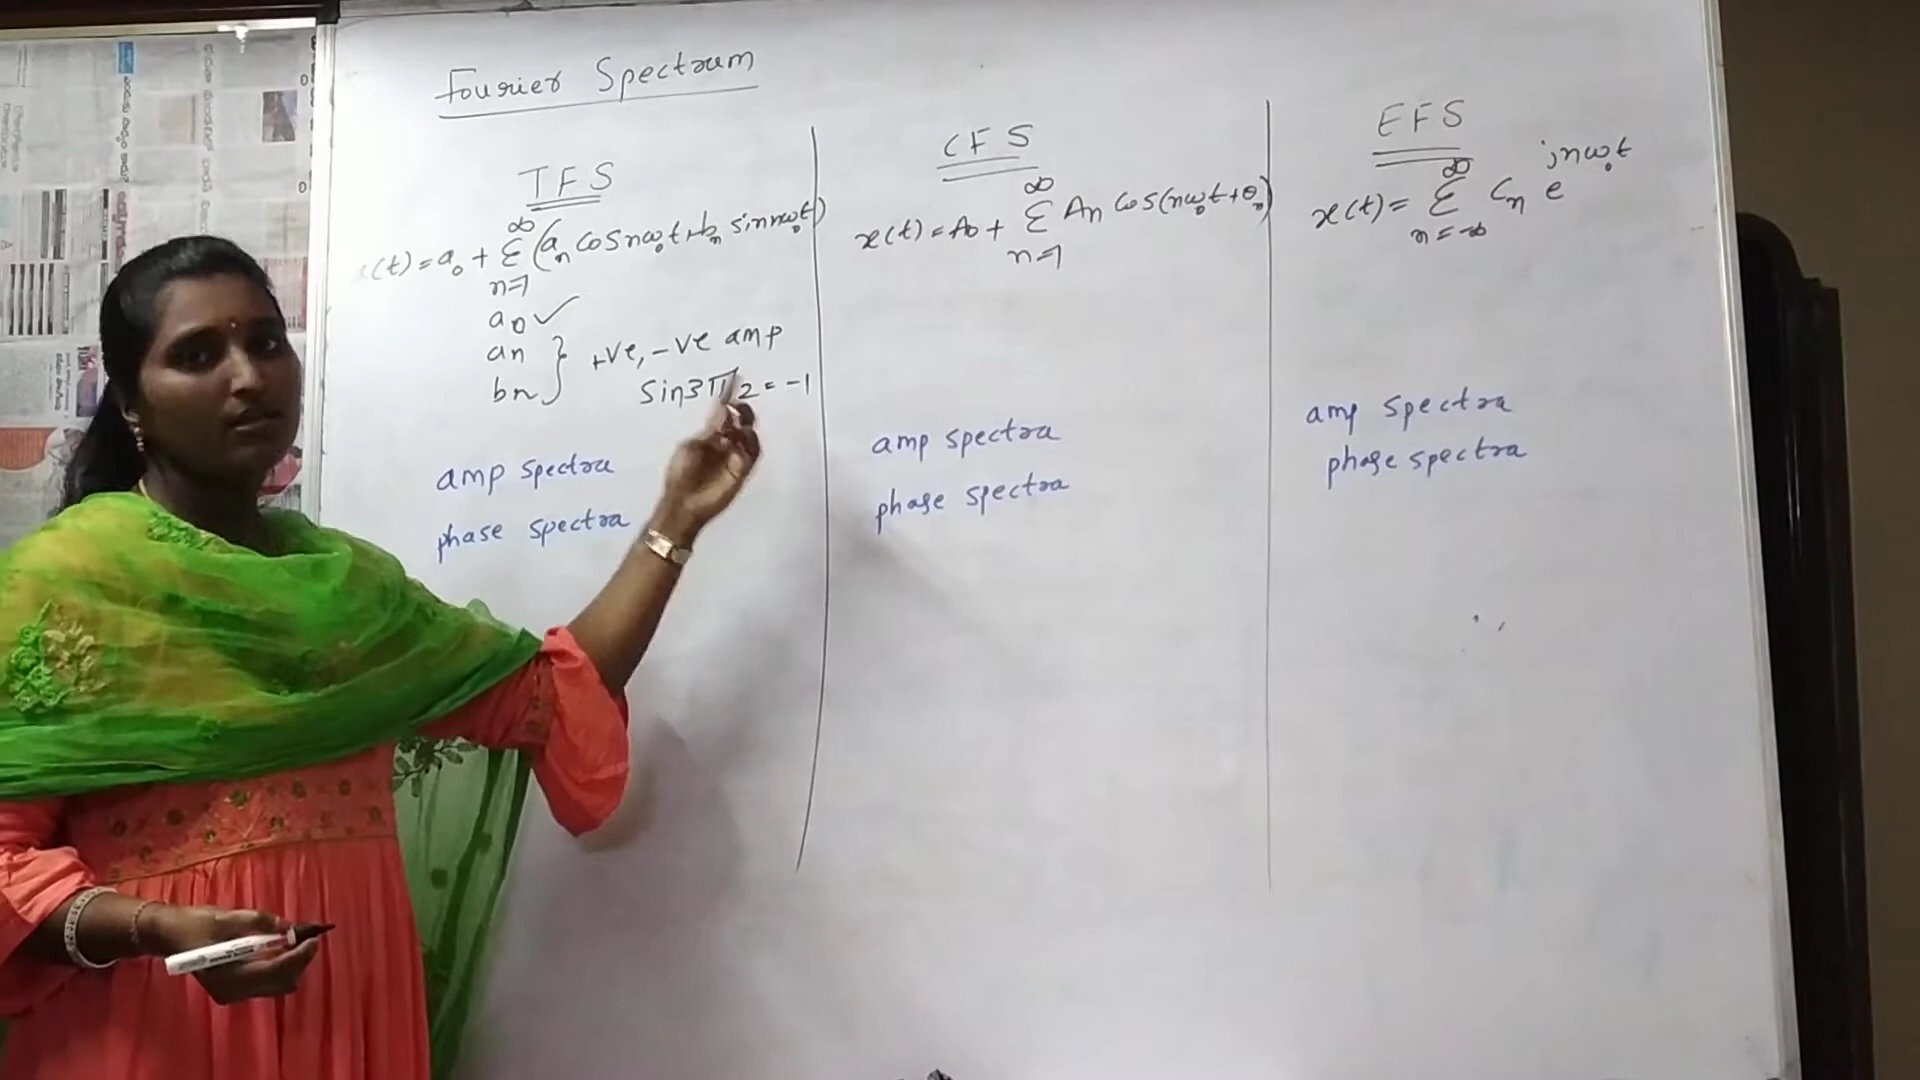 Fourier Spectrum
TFS
(t) = a₀ + ∞ Σ n=1 (aₙ cos nω₀t + bₙ sin nω₀t)
a₀ ✓
an } +ve, -ve amp
bn } sin3π/2 = -1
amp spectra
phase spectra
CFS
x(t) = A₀ + ∞ Σ n=1 An cos(nω₀t + θₙ)
amp spectra
phase spectra
EFS
x(t) = ∞ Σ n=-∞ Cₙ e^jnω₀t
amp spectra
phase spectra